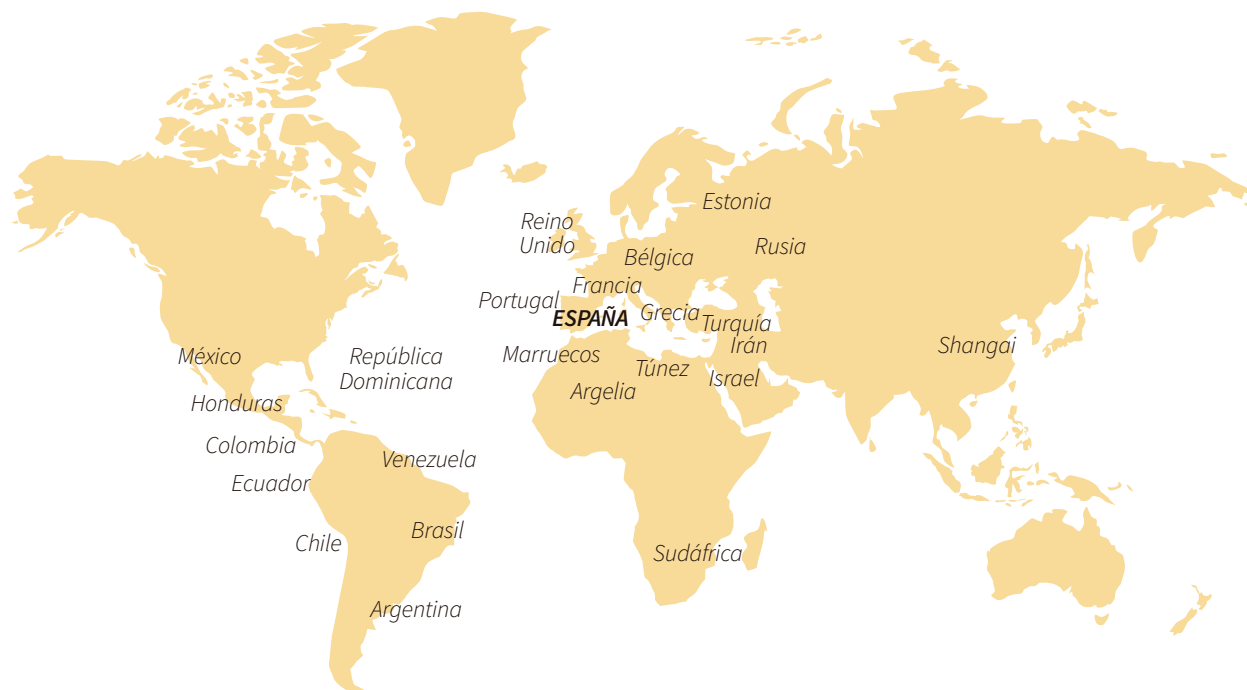 Estonia
Reino
Unido
Rusia
Bélgica
Francia
Portugal
ESPAÑA
Grecia
Turquía
Irán
Shangai
México
República
Dominicana
Marruecos
Túnez
Israel
Argelia
Honduras
Colombia
Venezuela
Ecuador
Brasil
Chile
Sudáfrica
Argentina